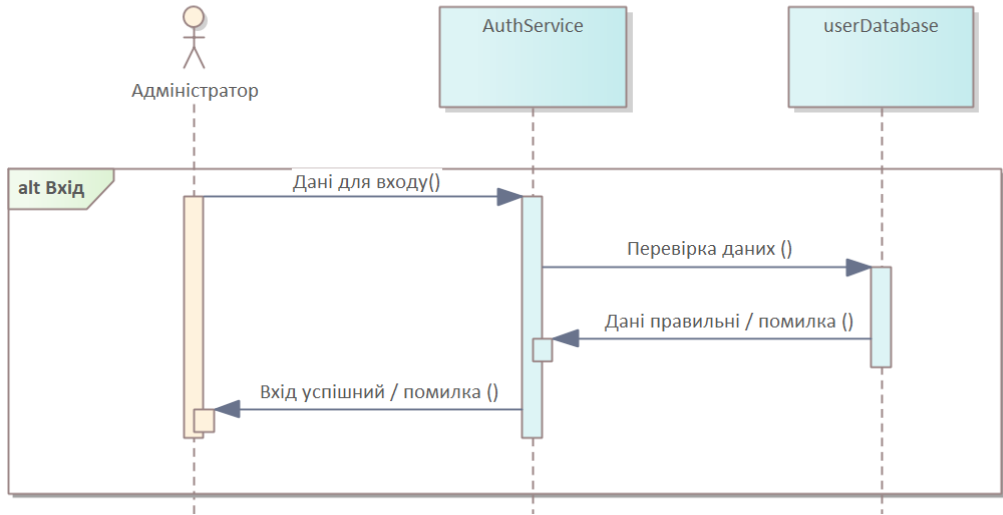 AuthService
userDatabase
Адміністратор
alt Вхід
Дані для входу()
Перевірка даних ()
Дані правильні / помилка ()
Вхід успішний / помилка ()